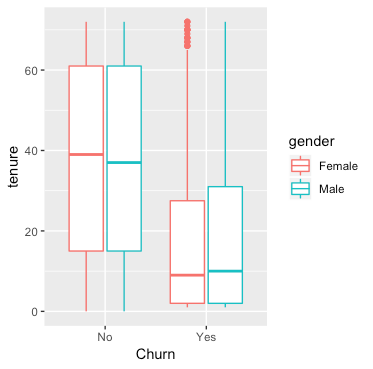 60
40
20
0
tenure
No Yes
Churn
gender
Female
Male